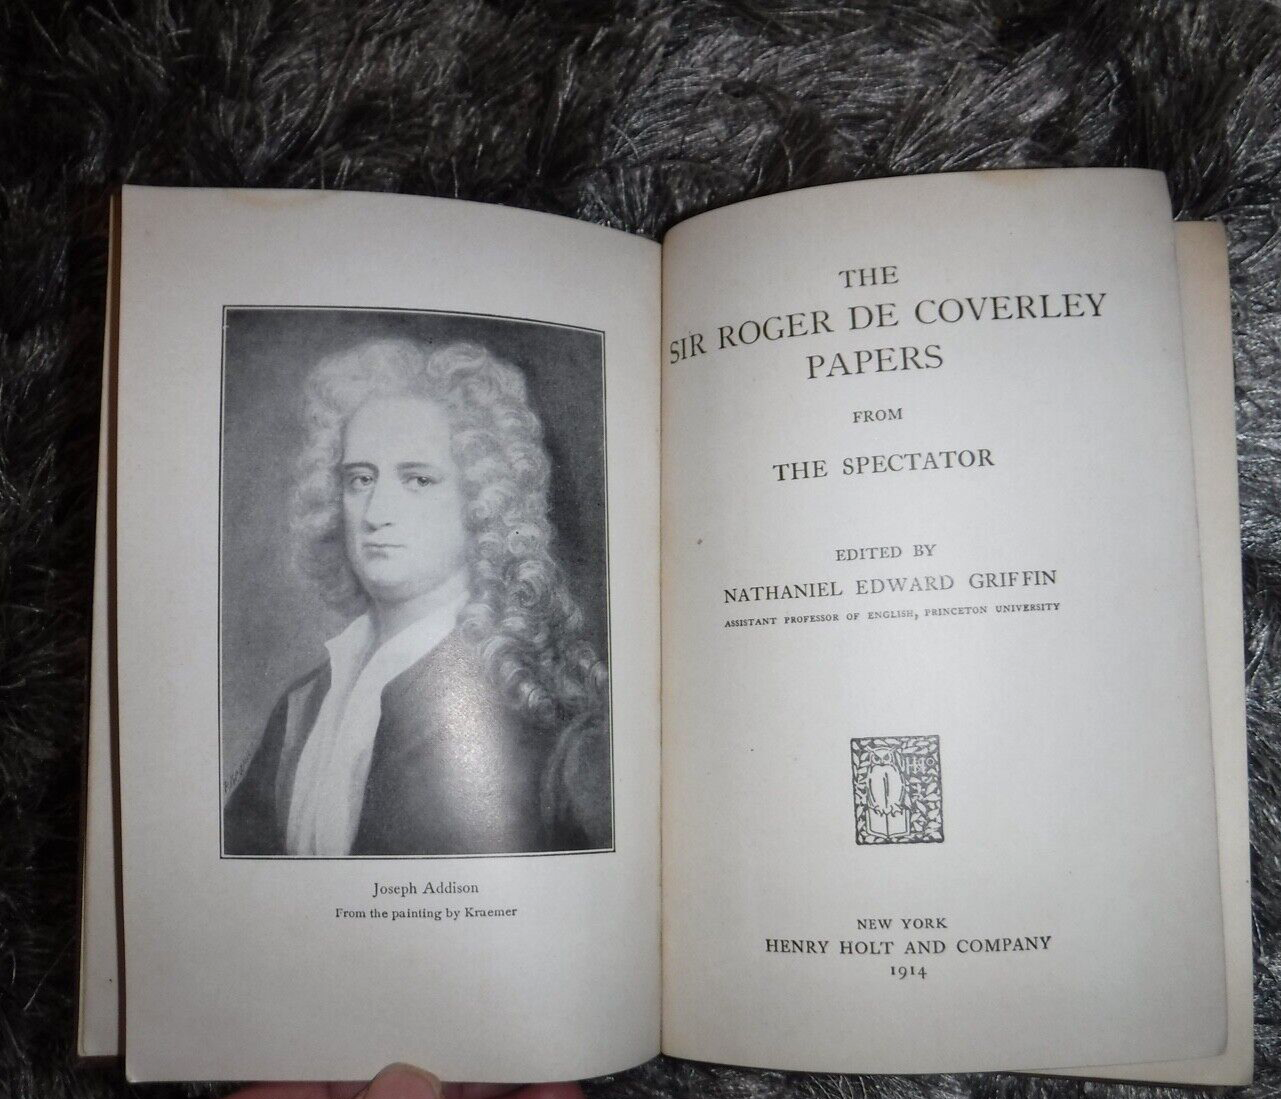 Joseph Addison
From the painting by Kraemer
THE
SIR ROGER DE COVERLEY
PAPERS
FROM
THE SPECTATOR
EDITED BY
NATHANIEL EDWARD GRIFFIN
ASSISTANT PROFESSOR OF ENGLISH, PRINCETON UNIVERSITY
NEW YORK
HENRY HOLT AND COMPANY
1914